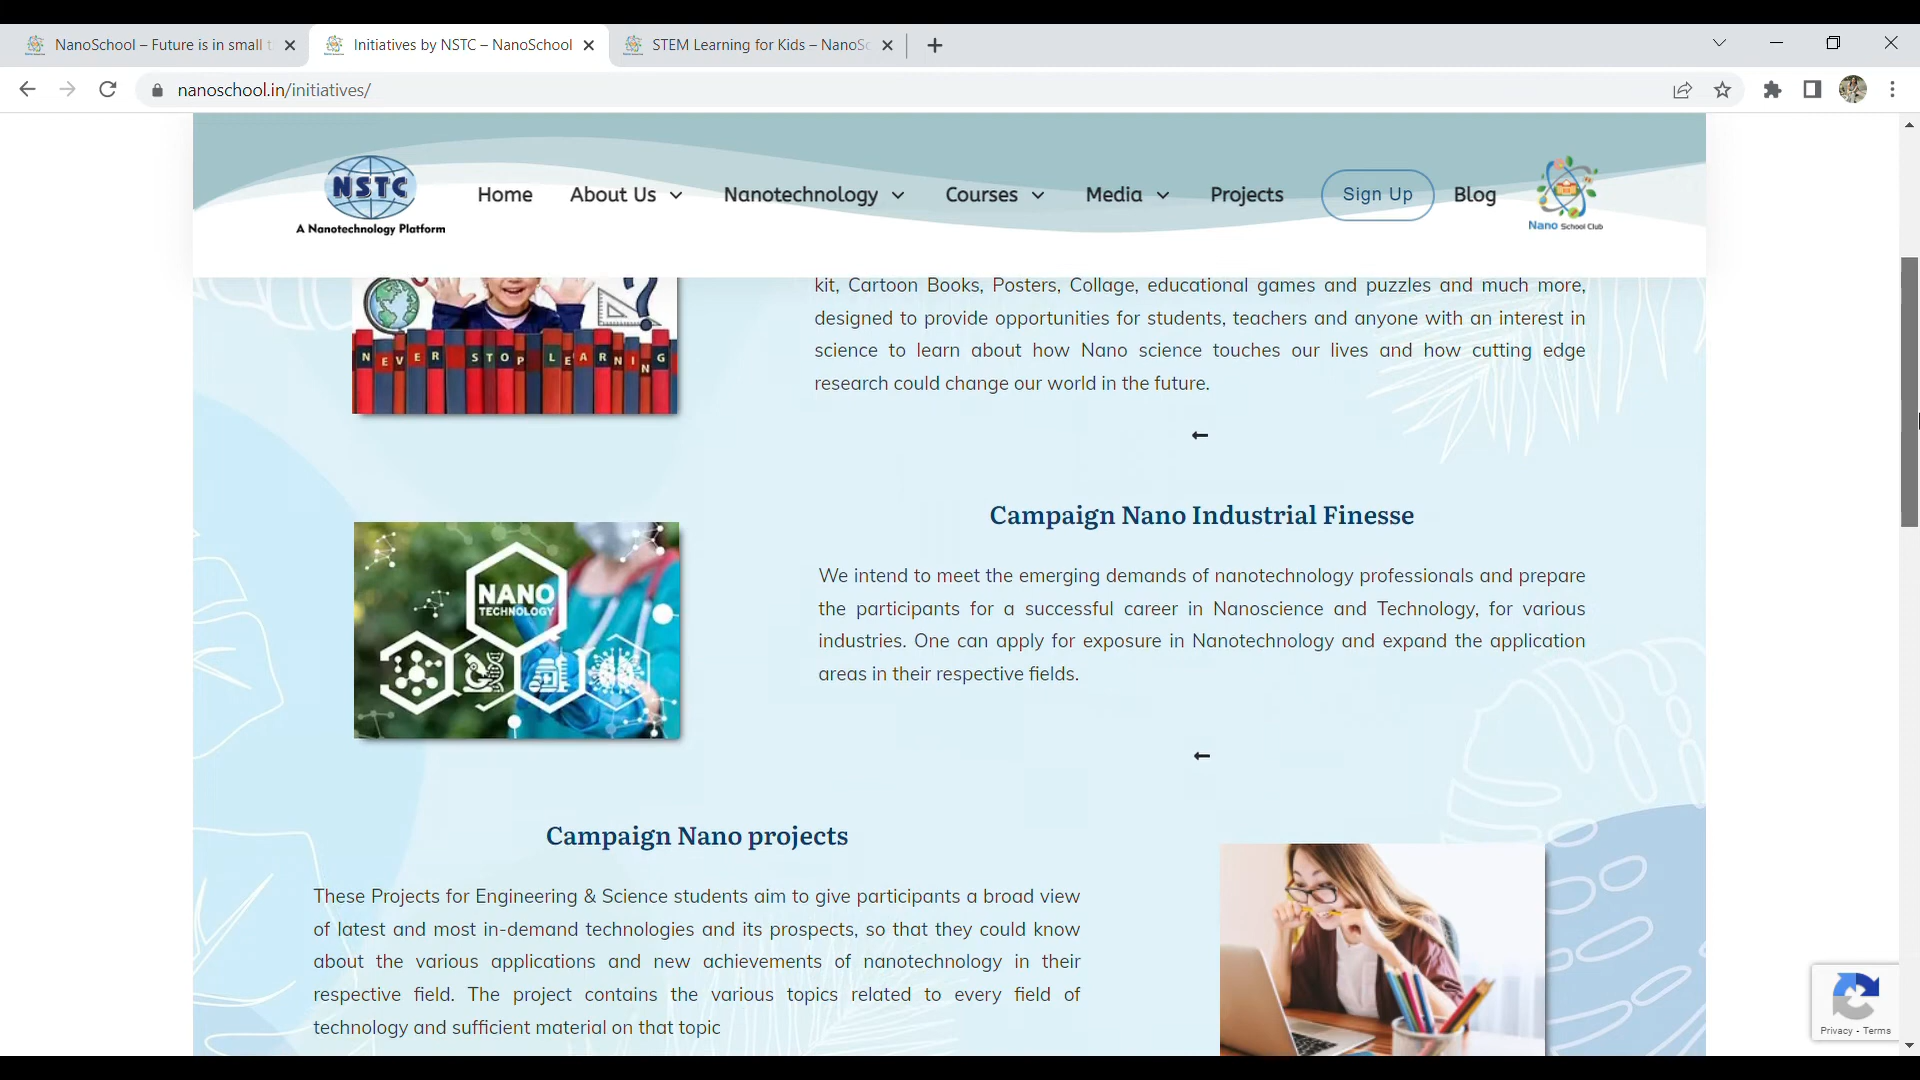 NanoSchool – Future is in small t
Initiatives by NSTC – NanoSchool
STEM Learning for Kids – NanoSc
nanoschool.in/initiatives/
NSTC
A Nanotechnology Platform
Home
About Us
Nanotechnology
Courses
Media
Projects
Sign Up
Blog
Nano School Club
NEVER STOP LEARNING
kit, Cartoon Books, Posters, Collage, educational games and puzzles and much more,
designed to provide opportunities for students, teachers and anyone with an interest in
science to learn about how Nano science touches our lives and how cutting edge
research could change our world in the future.
Campaign Nano Industrial Finesse
NANO
TECHNOLOGY
We intend to meet the emerging demands of nanotechnology professionals and prepare
the participants for a successful career in Nanoscience and Technology, for various
industries. One can apply for exposure in Nanotechnology and expand the application
areas in their respective fields.
Campaign Nano projects
These Projects for Engineering & Science students aim to give participants a broad view
of latest and most in-demand technologies and its prospects, so that they could know
about the various applications and new achievements of nanotechnology in their
respective field. The project contains the various topics related to every field of
technology and sufficient material on that topic
Privacy - Terms